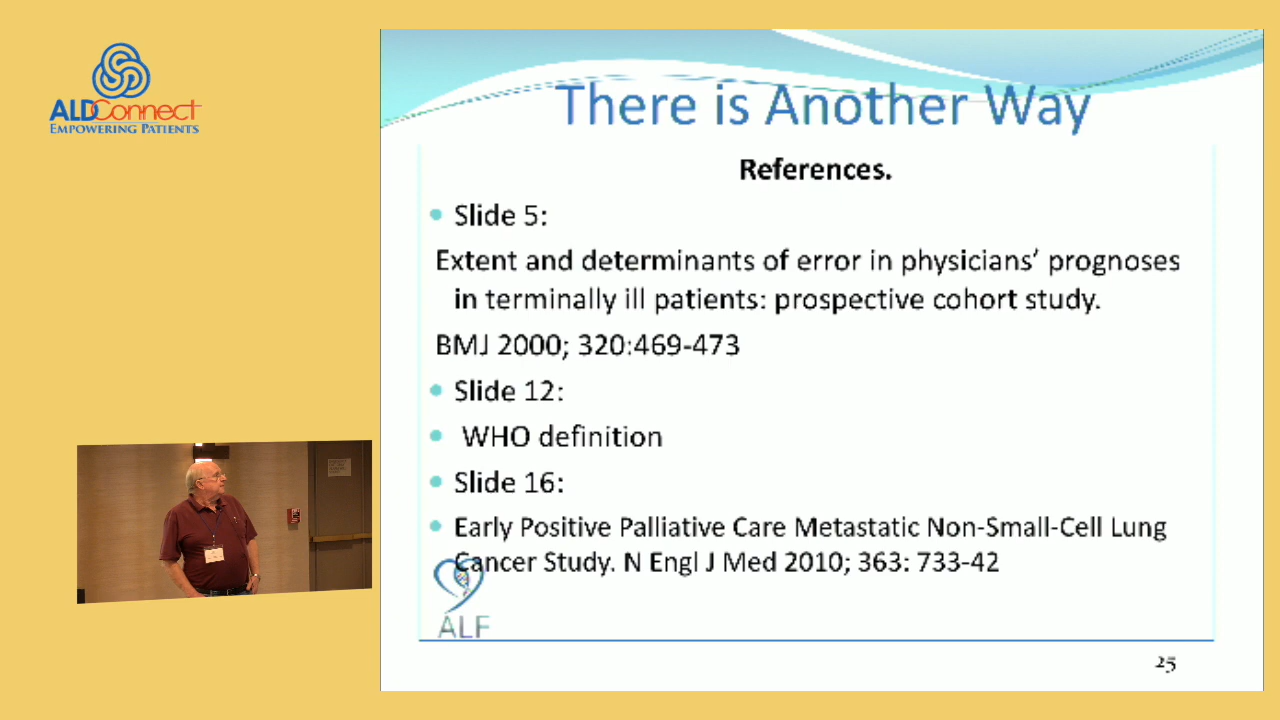 ALDConnect
EMPOWERING PATIENTS
There is Another Way
References.
• Slide 5:
Extent and determinants of error in physicians’ prognoses
in terminally ill patients: prospective cohort study.
BMJ 2000; 320:469-473
• Slide 12:
• WHO definition
• Slide 16:
• Early Positive Palliative Care Metastatic Non-Small-Cell Lung
Cancer Study. N Engl J Med 2010; 363: 733-42
ALF
25